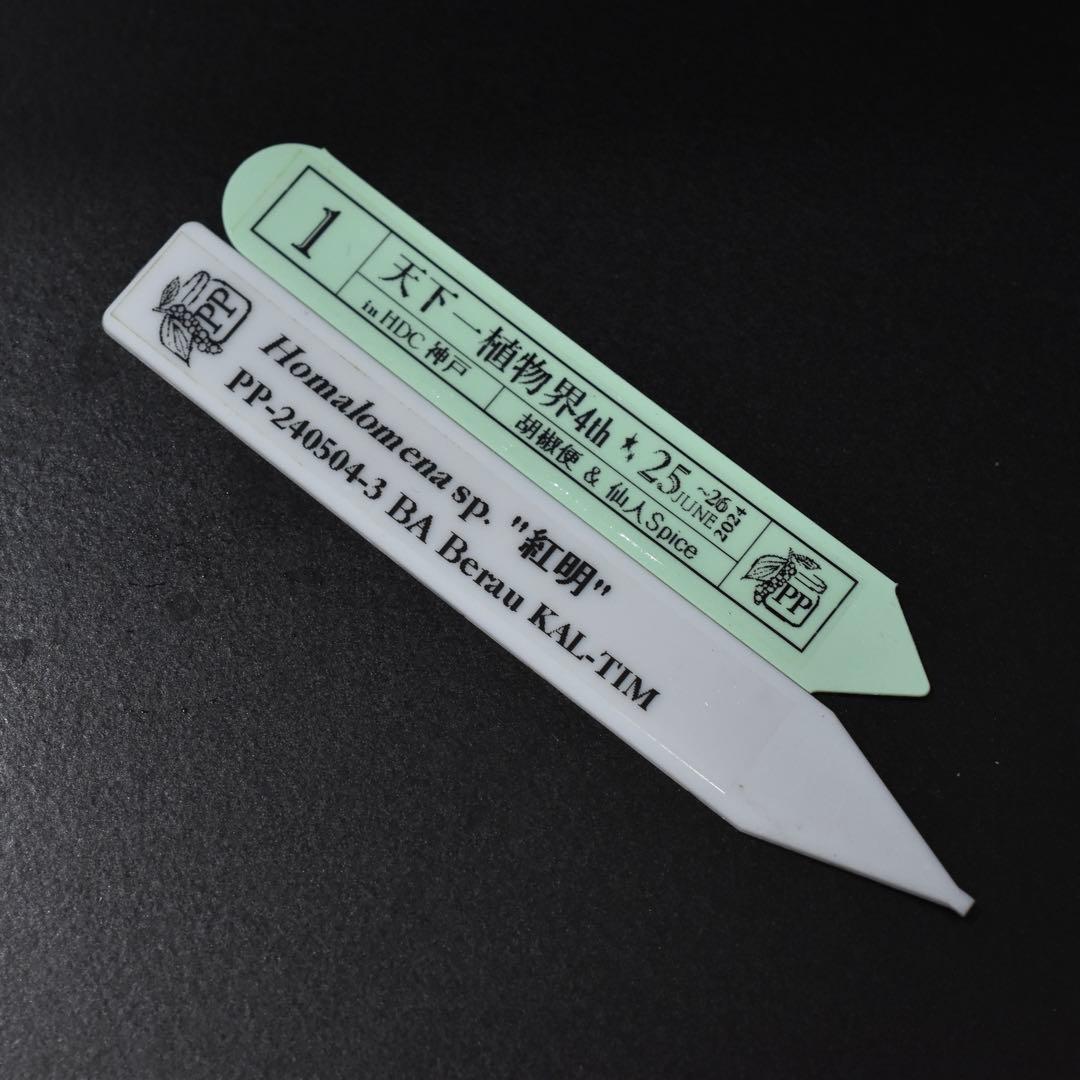 1
天下一植物界4th ★, 25~26 JUNE 2024
in HDC 神戸
胡椒便 & 仙人Spice
PP
PP
Homalomena sp. "紅明"
PP-240504-3 BA Berau KAL-TIM